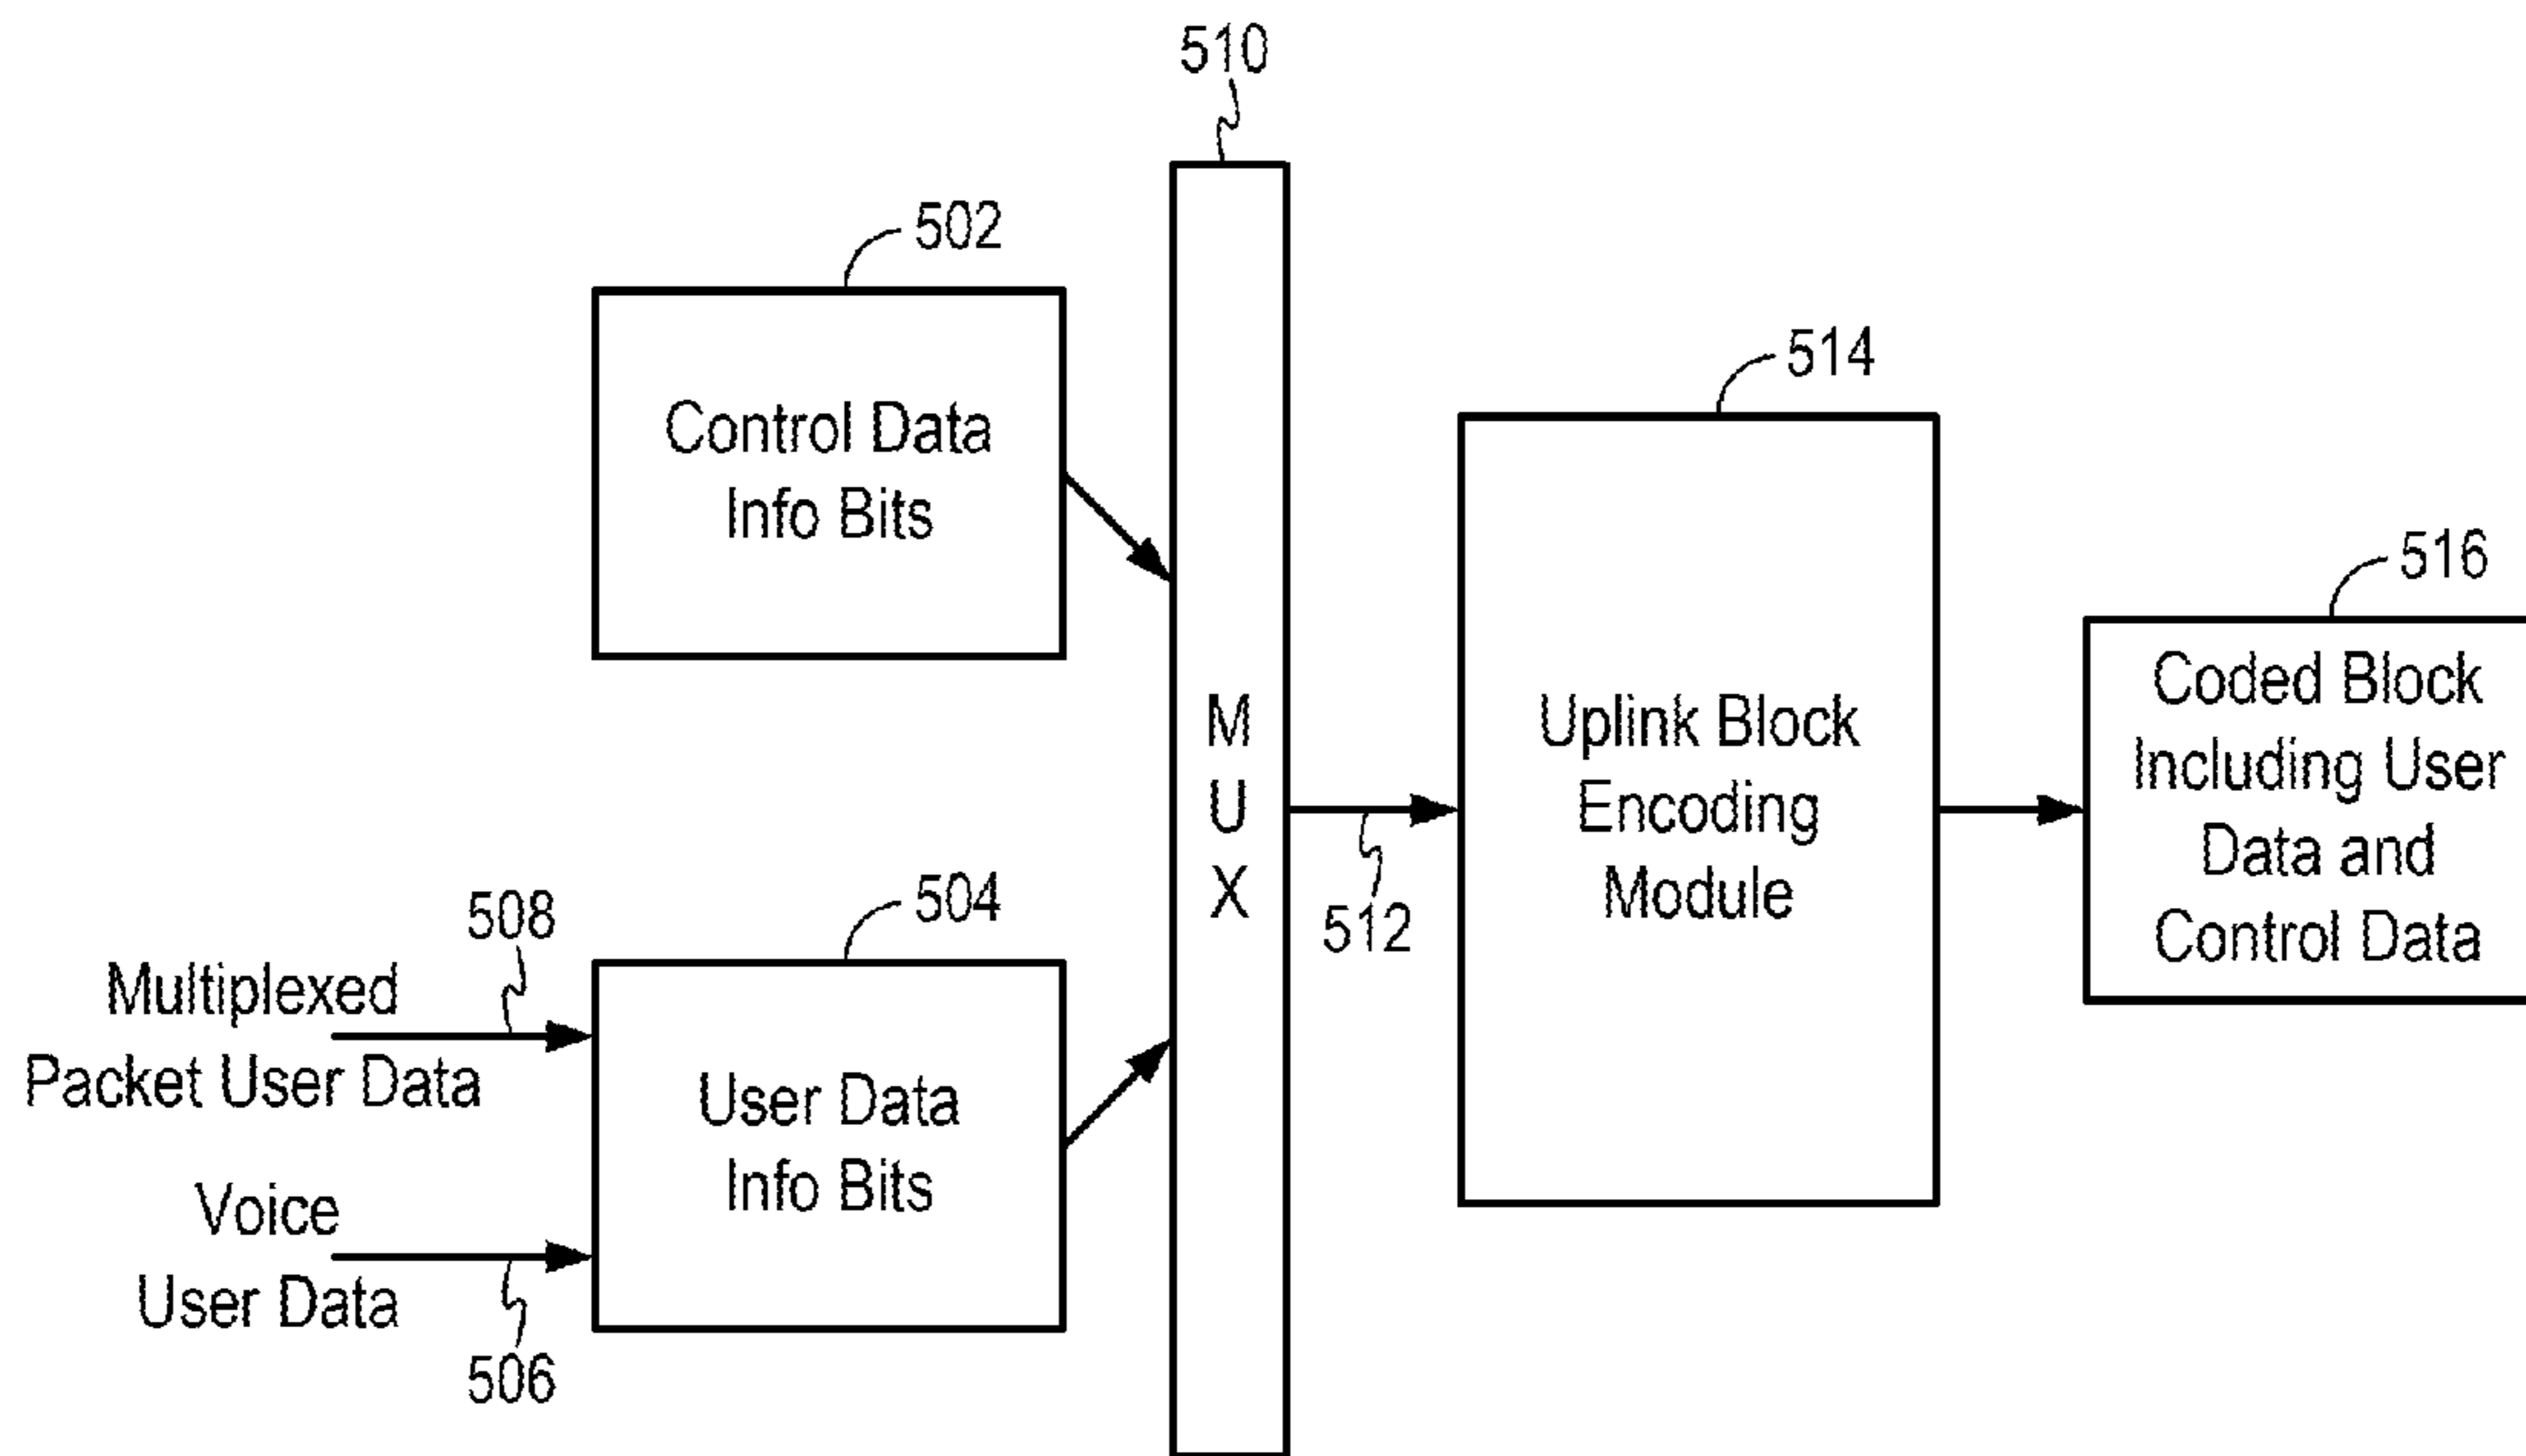 510
502
Control Data
Info Bits
514
516
Coded Block
Including User
Data and
Control Data
M
U
X
Uplink Block
Encoding
Module
512
508
Multiplexed
Packet User Data
504
User Data
Info Bits
Voice
User Data
506